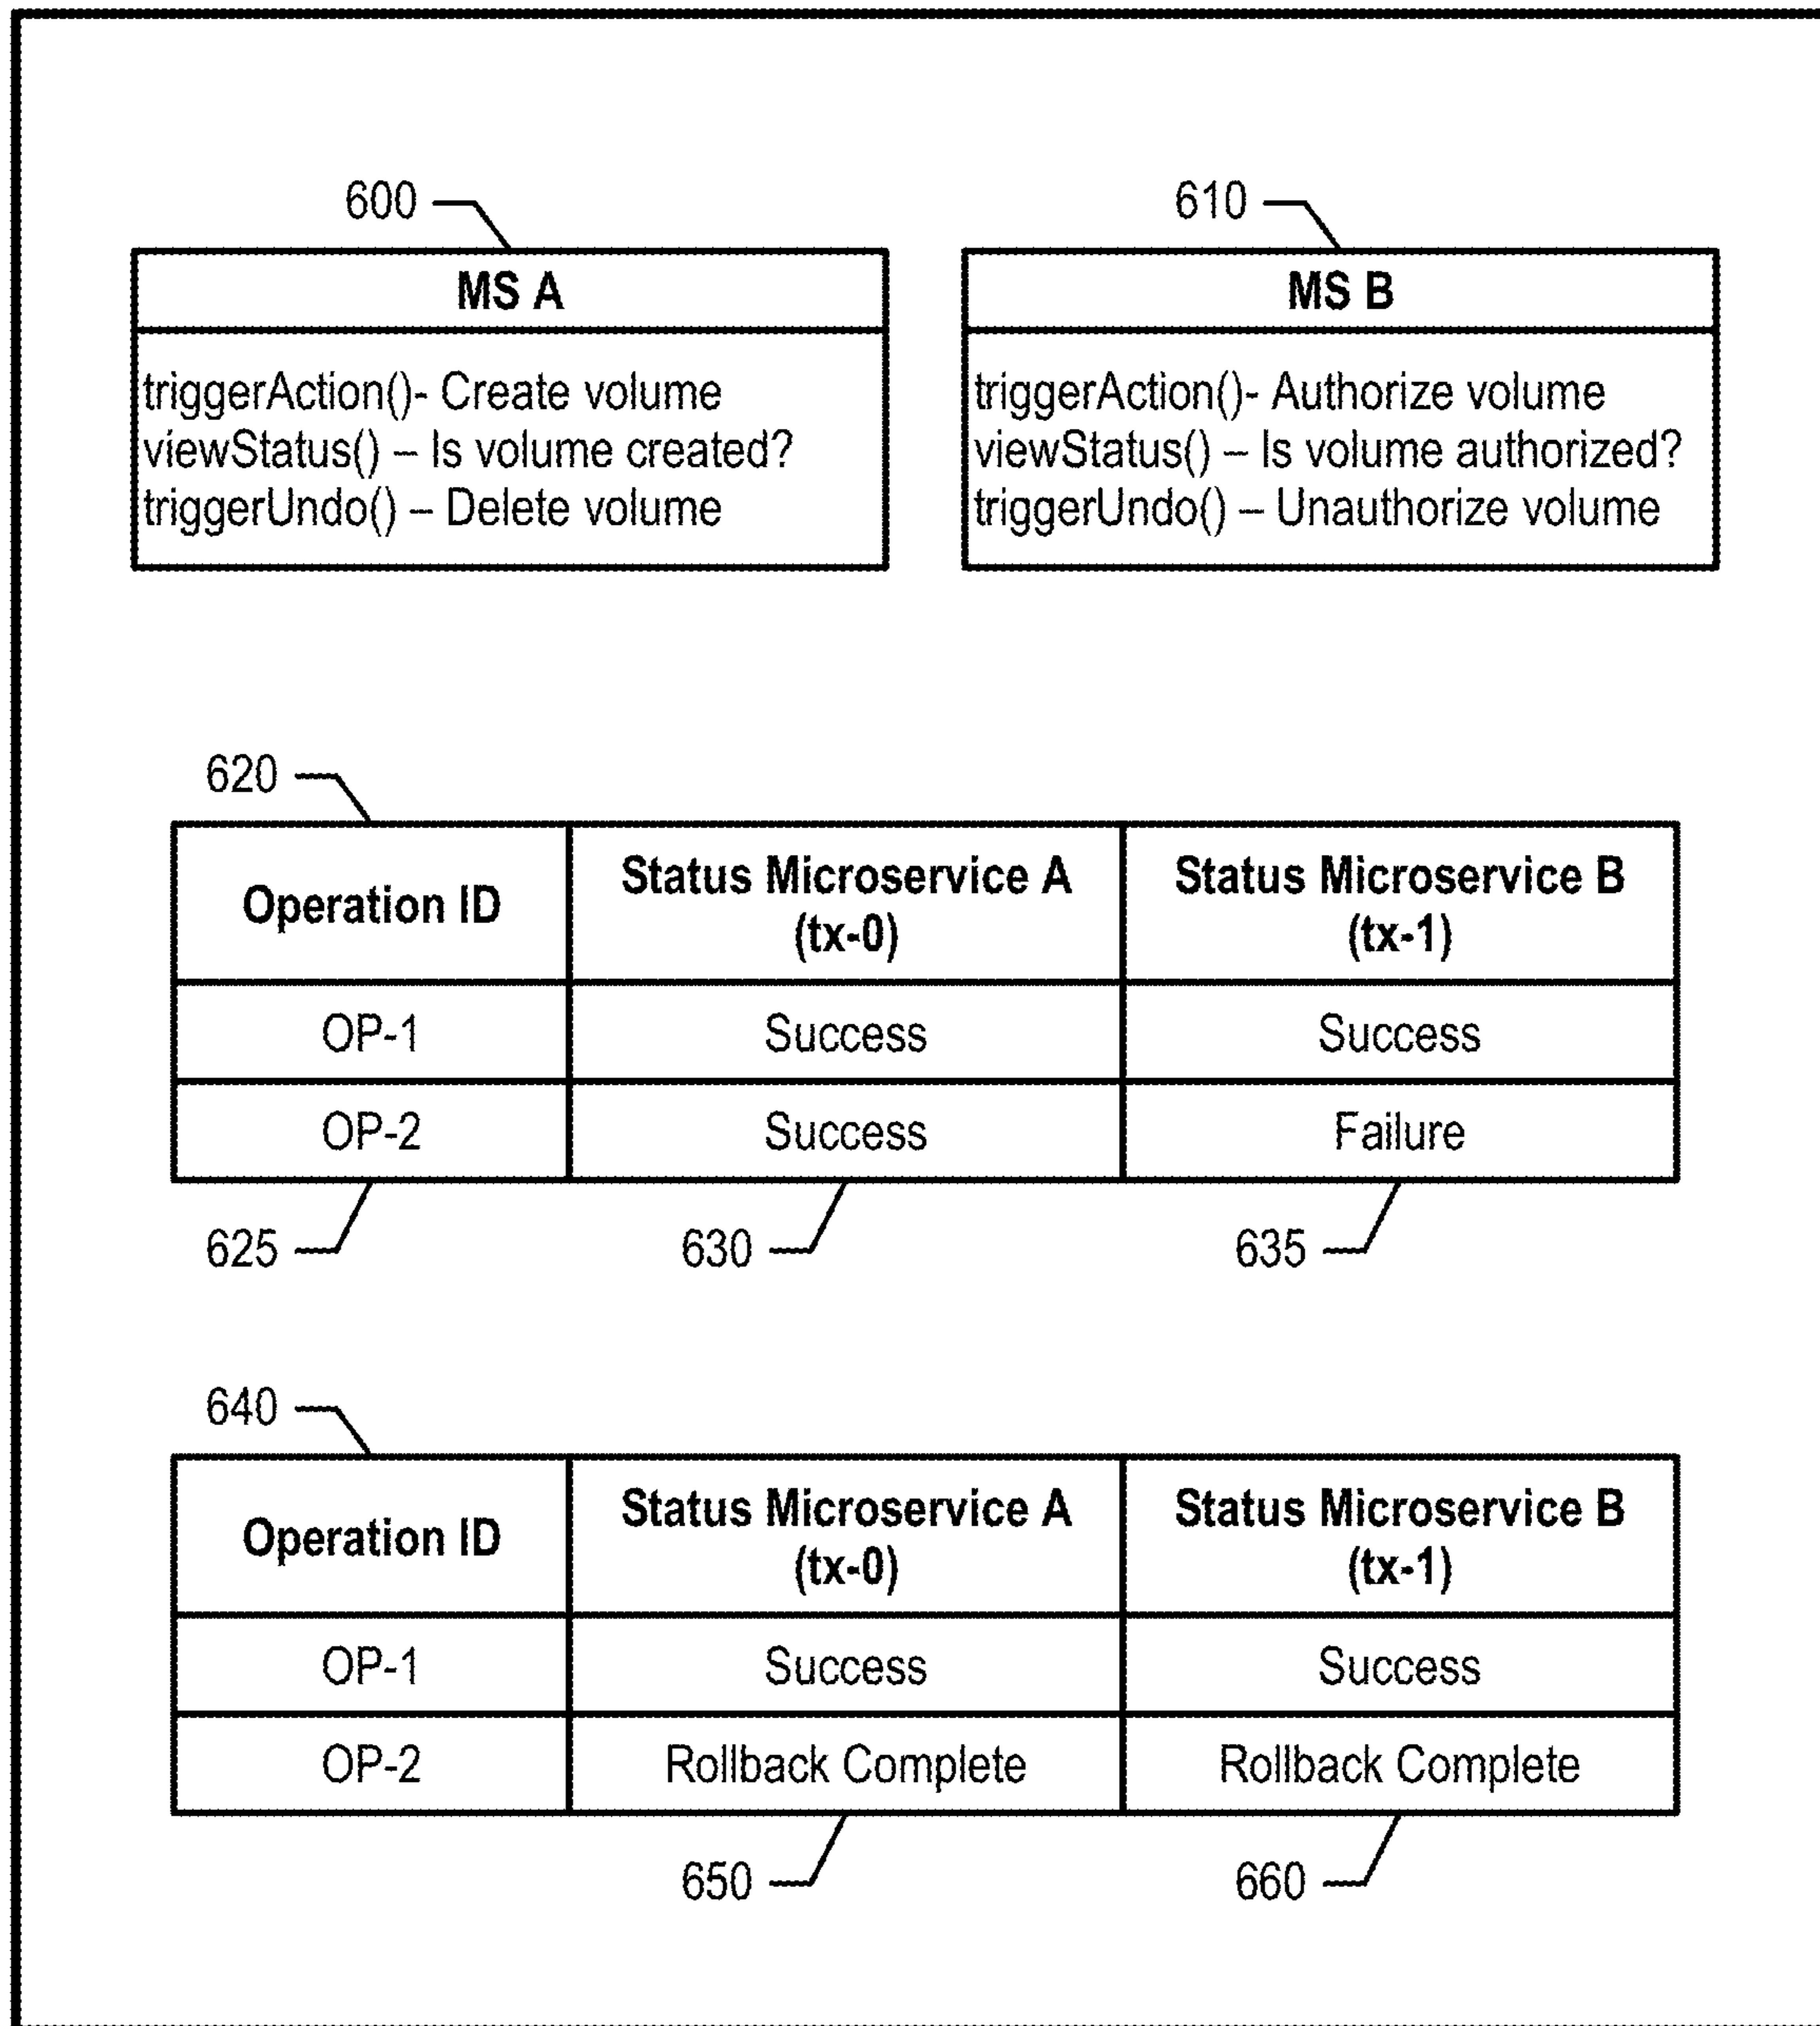 600
610
MS A
MS B
triggerAction()- Create volume
viewStatus() – Is volume created?
triggerUndo() – Delete volume
triggerAction()- Authorize volume
viewStatus() – Is volume authorized?
triggerUndo() – Unauthorize volume
620
Operation ID
Status Microservice A
(tx-0)
Status Microservice B
(tx-1)
OP-1
Success
Success
OP-2
Success
Failure
625
630
635
640
Operation ID
Status Microservice A
(tx-0)
Status Microservice B
(tx-1)
OP-1
Success
Success
OP-2
Rollback Complete
Rollback Complete
650
660